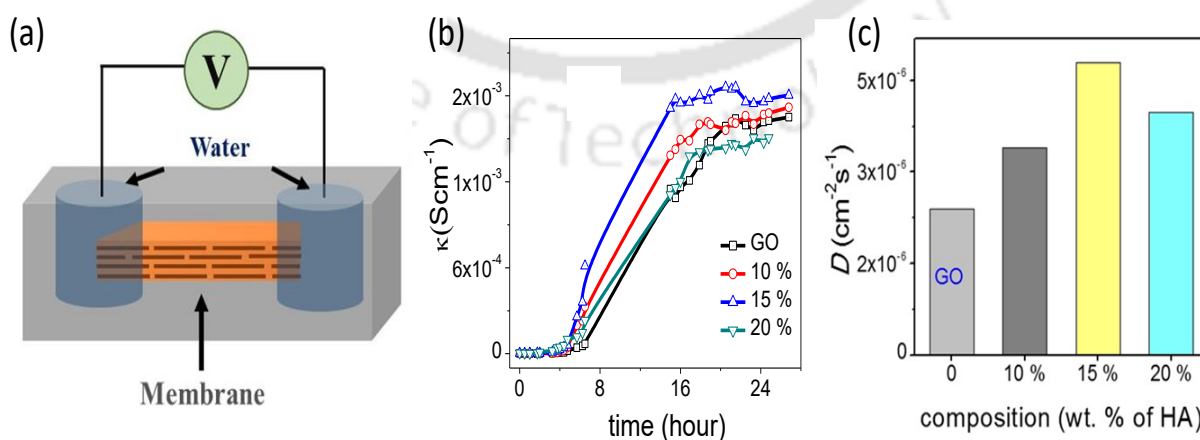 (a)
V
Water
Membrane
(b)
κ(Scm⁻¹)
2x10⁻³
1x10⁻³
6x10⁻⁴
0
0 8 16 24
time (hour)
GO
10 %
15 %
20 %
(c)
D (cm⁻²s⁻¹)
5x10⁻⁶
3x10⁻⁶
2x10⁻⁶
0
GO
0 10 % 15 % 20 %
composition (wt. % of HA)
of Technology